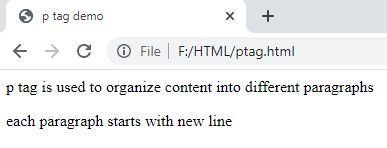 p tag demo
File F:/HTML/ptag.html
p tag is used to organize content into different paragraphs
each paragraph starts with new line